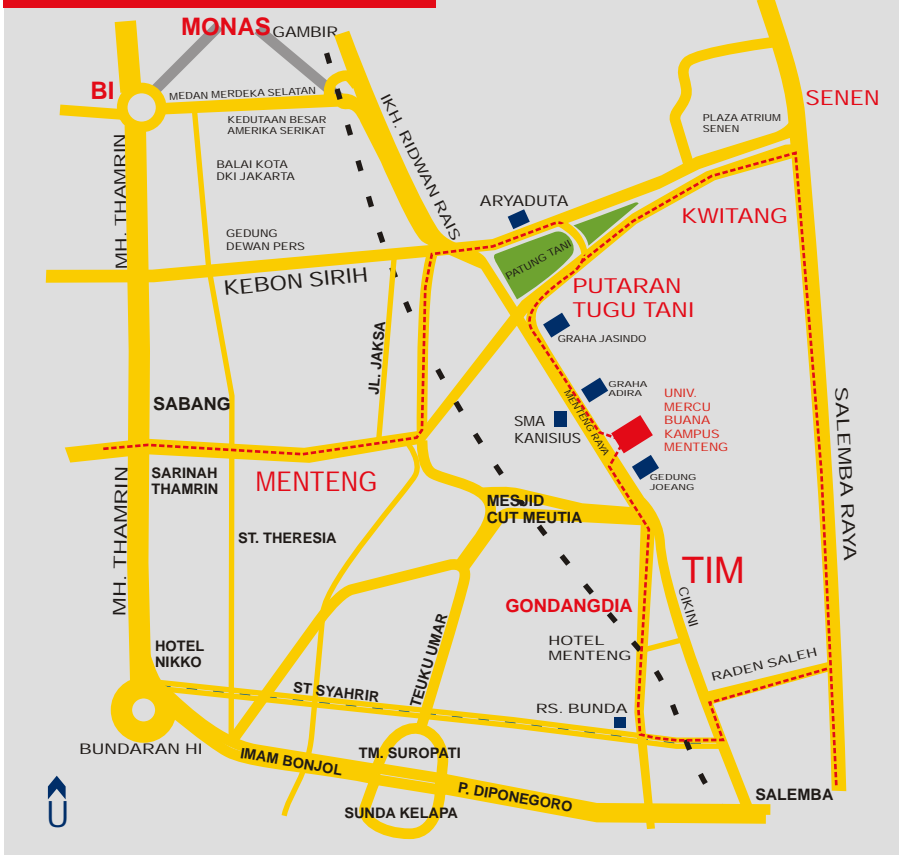 MONAS
GAMBIR
BI
MEDAN MERDEKA SELATAN
SENEN
KEDUTAAN BESAR
AMERIKA SERIKAT
PLAZA ATRIUM
SENEN
IKH. RIDWAN RAIS
MH. THAMRIN
BALAI KOTA
DKI JAKARTA
ARYADUTA
KWITANG
GEDUNG
DEWAN PERS
PATUNG TANI
KEBON SIRIH
PUTARAN
TUGU TANI
GRAHA JASINDO
JL. JAKSA
GRAHA
ADIRA
UNIV.
MERCU
BUANA
KAMPUS
MENTENG
SABANG
SMA
KANISIUS
MENTENG RAYA
SALEMBA RAYA
SARINAH
THAMRIN
MENTENG
GEDUNG
JOEANG
MESJID
CUT MEUTIA
MH. THAMRIN
ST. THERESIA
TIM
GONDANGDIA
CIKINI
HOTEL
NIKKO
TEUKU UMAR
HOTEL
MENTENG
RADEN SALEH
ST SYAHRIR
RS. BUNDA
BUNDARAN HI
IMAM BONJOL
TM. SUROPATI
P. DIPONEGORO
SALEMBA
SUNDA KELAPA
U